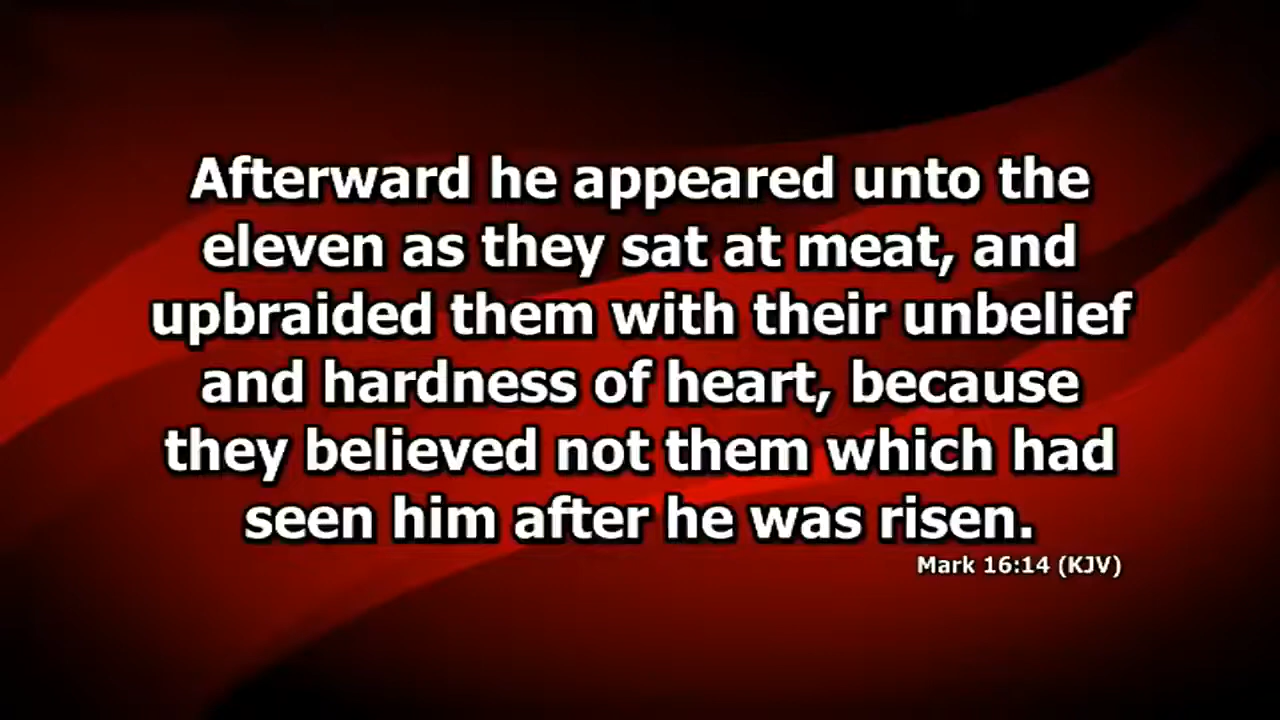 Afterward he appeared unto the
eleven as they sat at meat, and
upbraided them with their unbelief
and hardness of heart, because
they believed not them which had
seen him after he was risen.
Mark 16:14 (KJV)